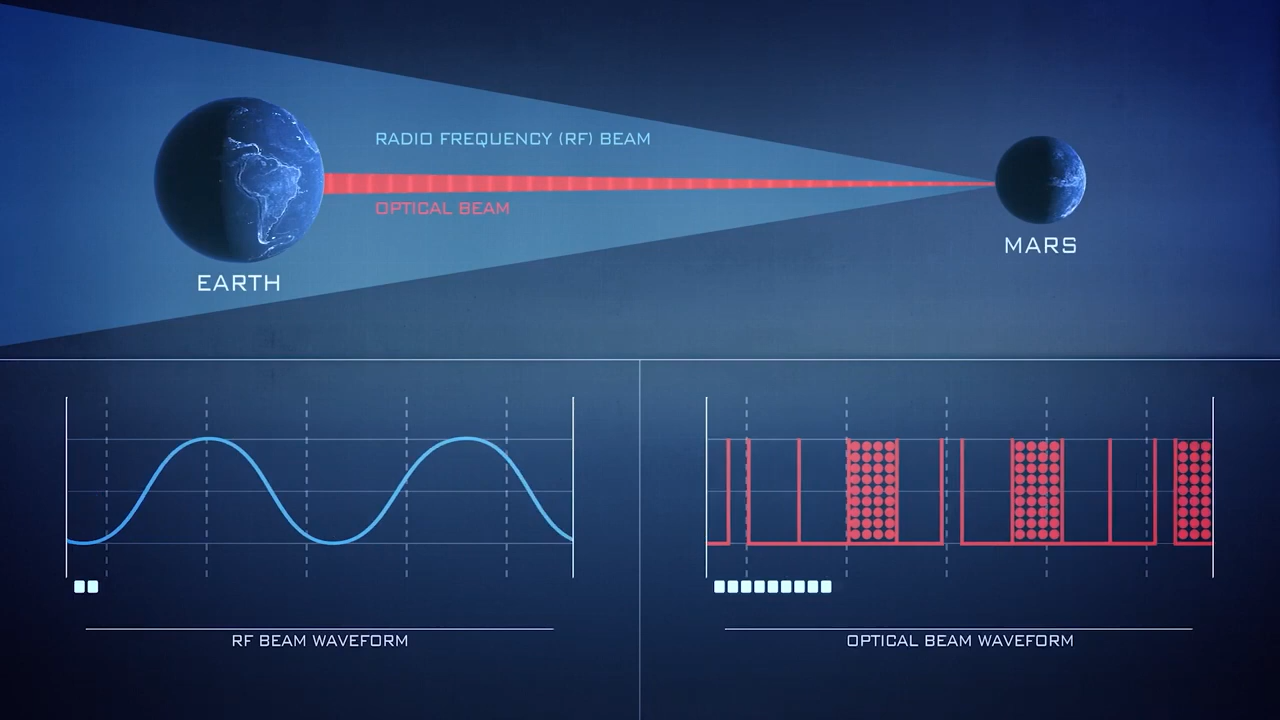 RADIO FREQUENCY (RF) BEAM
OPTICAL BEAM
EARTH
MARS
RF BEAM WAVEFORM
OPTICAL BEAM WAVEFORM